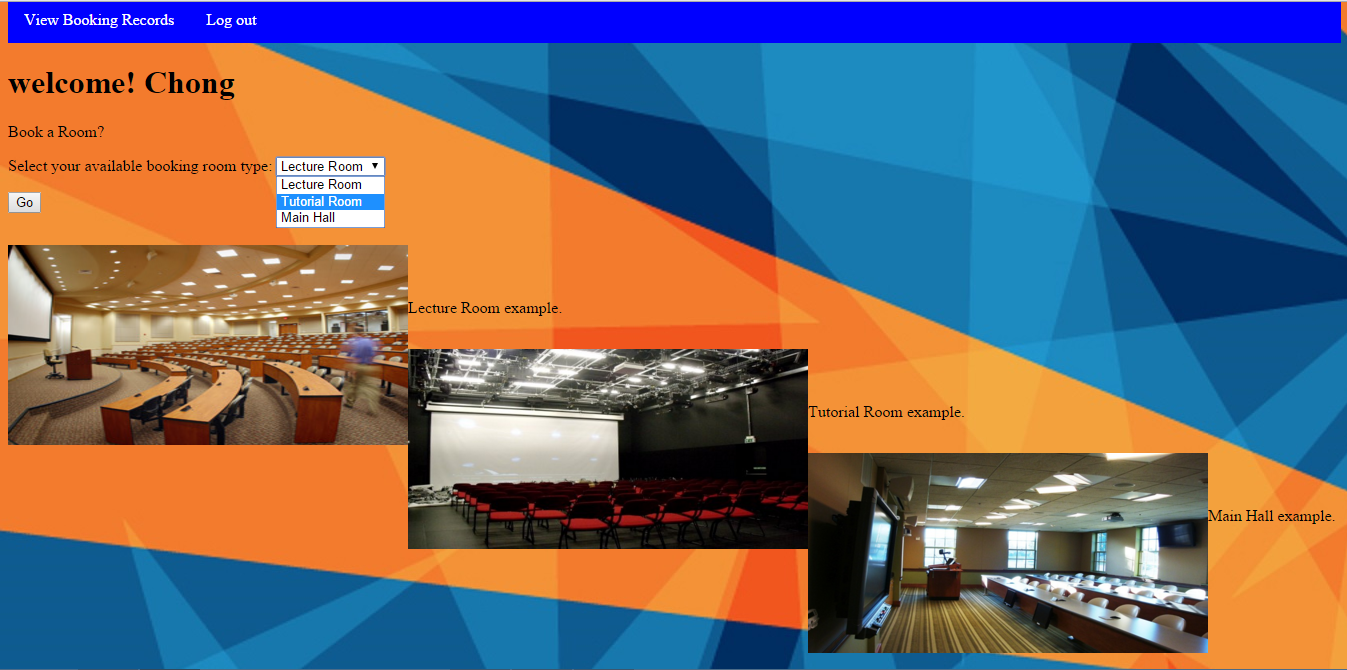 View Booking Records Log out
welcome! Chong
Book a Room?
Select your available booking room type: Lecture Room
Lecture Room
Tutorial Room
Main Hall
Go
Lecture Room example.
Tutorial Room example.
Main Hall example.